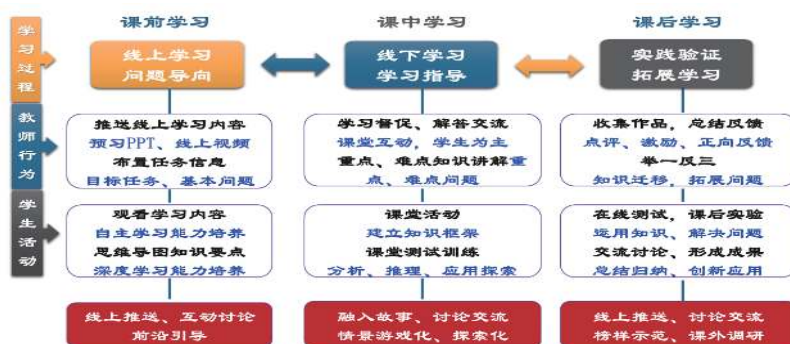 课前学习
课中学习
课后学习
学习过程
线上学习
问题导向
线下学习
学习指导
实践验证
拓展学习
教师行为
推送线上学习内容
预习PPT、线上视频
布置任务信息
目标任务、基本问题
学习督促、解答交流
课堂互动，学生为主
重点、难点知识讲解重
点、难点问题
收集作品，总结反馈
点评、激励、正向反馈
举一反三
知识迁移，拓展问题
学生活动
观看学习内容
自主学习能力培养
思维导图知识要点
深度学习能力培养
课堂活动
建立知识框架
课堂测试训练
分析、推理、应用探索
在线测试，课后实验
运用知识、解决问题
交流讨论、形成成果
总结归纳、创新应用
线上推送、互动讨论
前沿引导
融入故事、讨论交流
情景游戏化、探索化
线上推送、讨论交流
榜样示范、课外调研